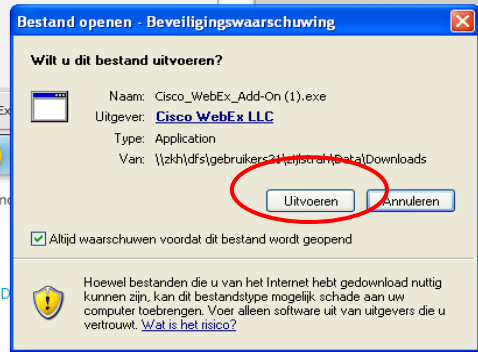 Bestand openen - Beveiligingswaarschuwing
Wilt u dit bestand uitvoeren?
Naam: Cisco_WebEx_Add-On (1).exe
Uitgever: Cisco WebEx LLC
Type: Application
Van: \\zkh\dfs\gebruikers21\zijlstrah\Data\Downloads
Uitvoeren Annuleren
Altijd waarschuwen voordat dit bestand wordt geopend
Hoewel bestanden die u van het Internet hebt gedownload nuttig
kunnen zijn, kan dit bestandstype mogelijk schade aan uw
computer toebrengen. Voer alleen software uit van uitgevers die u
vertrouwt. Wat is het risico?